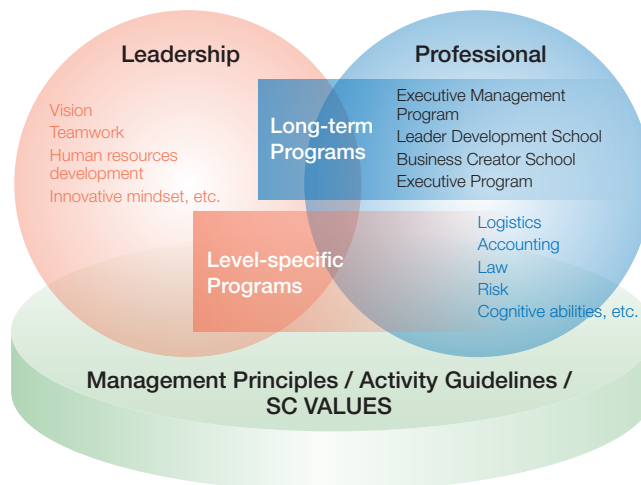 Leadership
Professional
Vision
Teamwork
Human resources
development
Innovative mindset, etc.
Long-term
Programs
Executive Management
Program
Leader Development School
Business Creator School
Executive Program
Level-specific
Programs
Logistics
Accounting
Law
Risk
Cognitive abilities, etc.
Management Principles / Activity Guidelines /
SC VALUES